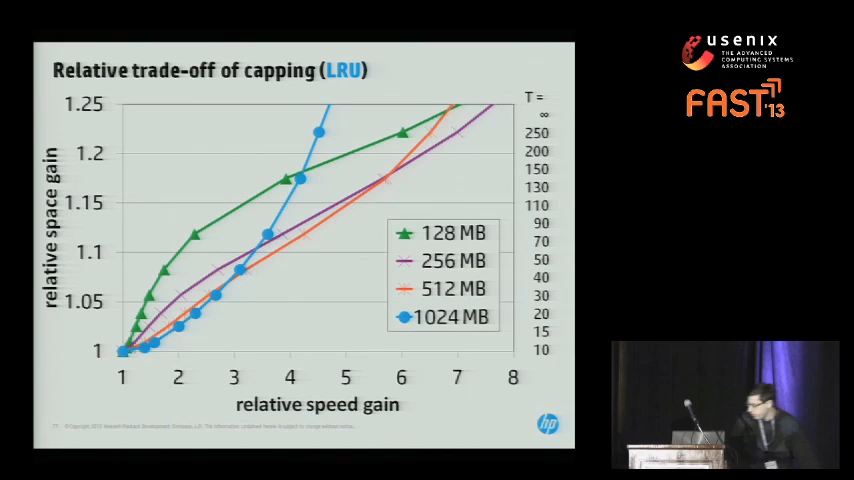 Relative trade-off of capping (LRU)
relative space gain
1.25
1.2
1.15
1.1
1.05
1
1 2 3 4 5 6 7 8
relative speed gain
T =
∞
250
200
150
130
110
90
70
50
40
30
20
15
10
128 MB
256 MB
512 MB
1024 MB
hp
usenix
THE ADVANCED
COMPUTING SYSTEMS
ASSOCIATION
FAST '13